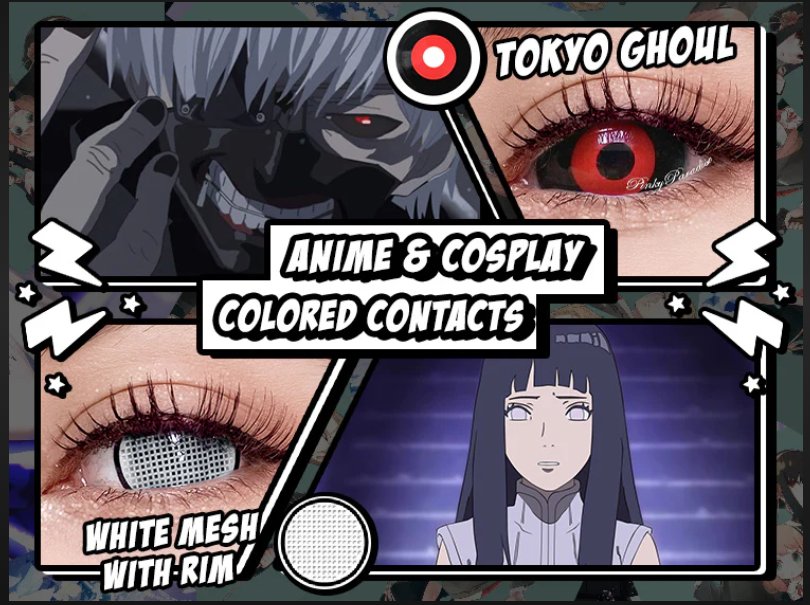 TOKYO GHOUL
PinkyParadise
ANIME & COSPLAY
COLORED CONTACTS
WHITE MESH
WITH RIM